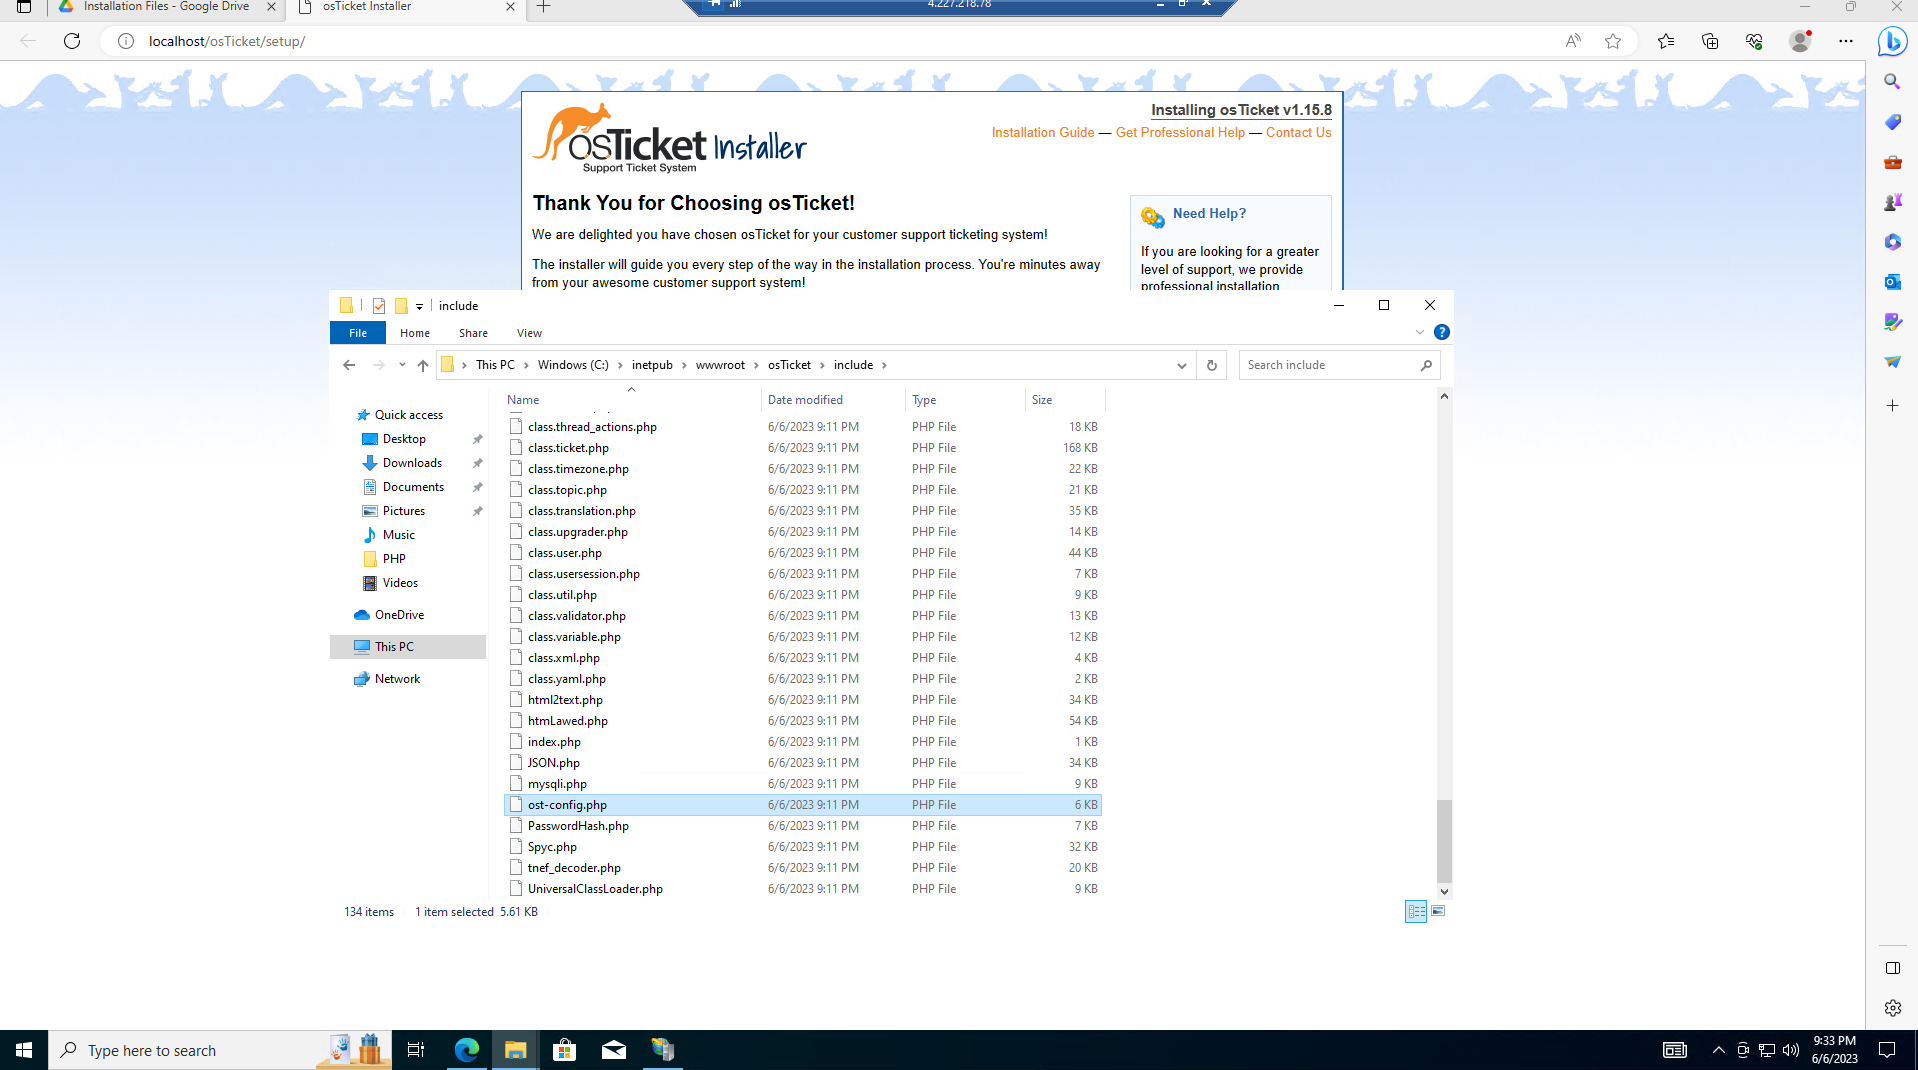 Installation Files - Google Drive
osTicket Installer
4.227.218.78
localhost/osTicket/setup/
osTicket Installer
Support Ticket System
Installing osTicket v1.15.8
Installation Guide — Get Professional Help — Contact Us
Thank You for Choosing osTicket!
We are delighted you have chosen osTicket for your customer support ticketing system!
The installer will guide you every step of the way in the installation process. You're minutes away
from your awesome customer support system!
Need Help?
If you are looking for a greater
level of support, we provide
professional installation
include
File Home Share View
This PC › Windows (C:) › inetpub › wwwroot › osTicket › include ›
Search include
Quick access
Desktop
Downloads
Documents
Pictures
Music
PHP
Videos
OneDrive
This PC
Network
Name Date modified Type Size
class.thread_actions.php 6/6/2023 9:11 PM PHP File 18 KB
class.ticket.php 6/6/2023 9:11 PM PHP File 168 KB
class.timezone.php 6/6/2023 9:11 PM PHP File 22 KB
class.topic.php 6/6/2023 9:11 PM PHP File 21 KB
class.translation.php 6/6/2023 9:11 PM PHP File 35 KB
class.upgrader.php 6/6/2023 9:11 PM PHP File 14 KB
class.user.php 6/6/2023 9:11 PM PHP File 44 KB
class.usersession.php 6/6/2023 9:11 PM PHP File 7 KB
class.util.php 6/6/2023 9:11 PM PHP File 9 KB
class.validator.php 6/6/2023 9:11 PM PHP File 13 KB
class.variable.php 6/6/2023 9:11 PM PHP File 12 KB
class.xml.php 6/6/2023 9:11 PM PHP File 4 KB
class.yaml.php 6/6/2023 9:11 PM PHP File 2 KB
html2text.php 6/6/2023 9:11 PM PHP File 34 KB
htmLawed.php 6/6/2023 9:11 PM PHP File 54 KB
index.php 6/6/2023 9:11 PM PHP File 1 KB
JSON.php 6/6/2023 9:11 PM PHP File 34 KB
mysqli.php 6/6/2023 9:11 PM PHP File 9 KB
ost-config.php 6/6/2023 9:11 PM PHP File 6 KB
PasswordHash.php 6/6/2023 9:11 PM PHP File 7 KB
Spyc.php 6/6/2023 9:11 PM PHP File 32 KB
tnef_decoder.php 6/6/2023 9:11 PM PHP File 20 KB
UniversalClassLoader.php 6/6/2023 9:11 PM PHP File 9 KB
134 items 1 item selected 5.61 KB
Type here to search
9:33 PM
6/6/2023